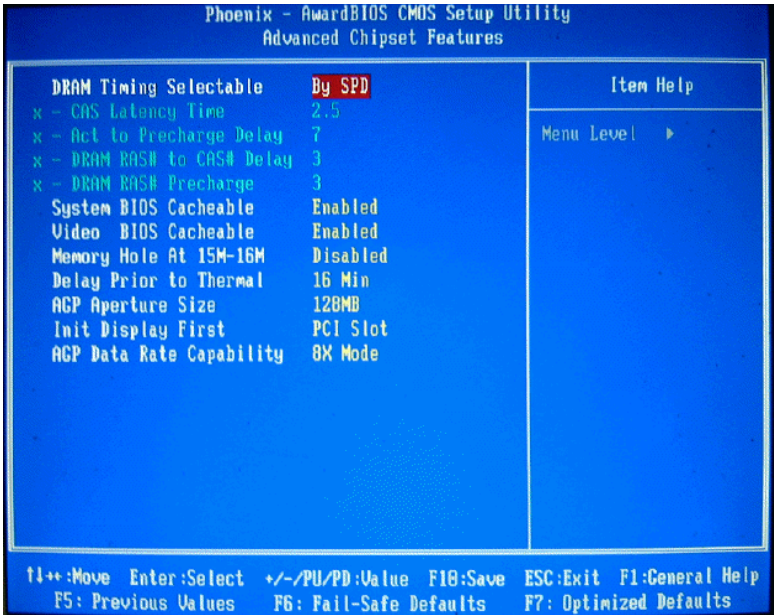 Phoenix - AwardBIOS CMOS Setup Utility
Advanced Chipset Features
DRAM Timing Selectable By SPD
x - CAS Latency Time 2.5
x - Act to Precharge Delay 7
x - DRAM RAS# to CAS# Delay 3
x - DRAM RAS# Precharge 3
System BIOS Cacheable Enabled
Video BIOS Cacheable Enabled
Memory Hole At 15M-16M Disabled
Delay Prior to Thermal 16 Min
AGP Aperture Size 128MB
Init Display First PCI Slot
AGP Data Rate Capability 8X Mode
Item Help
Menu Level ▶
↑↓→←:Move Enter:Select +/-/PU/PD:Value F10:Save ESC:Exit F1:General Help
F5: Previous Values F6: Fail-Safe Defaults F7: Optimized Defaults